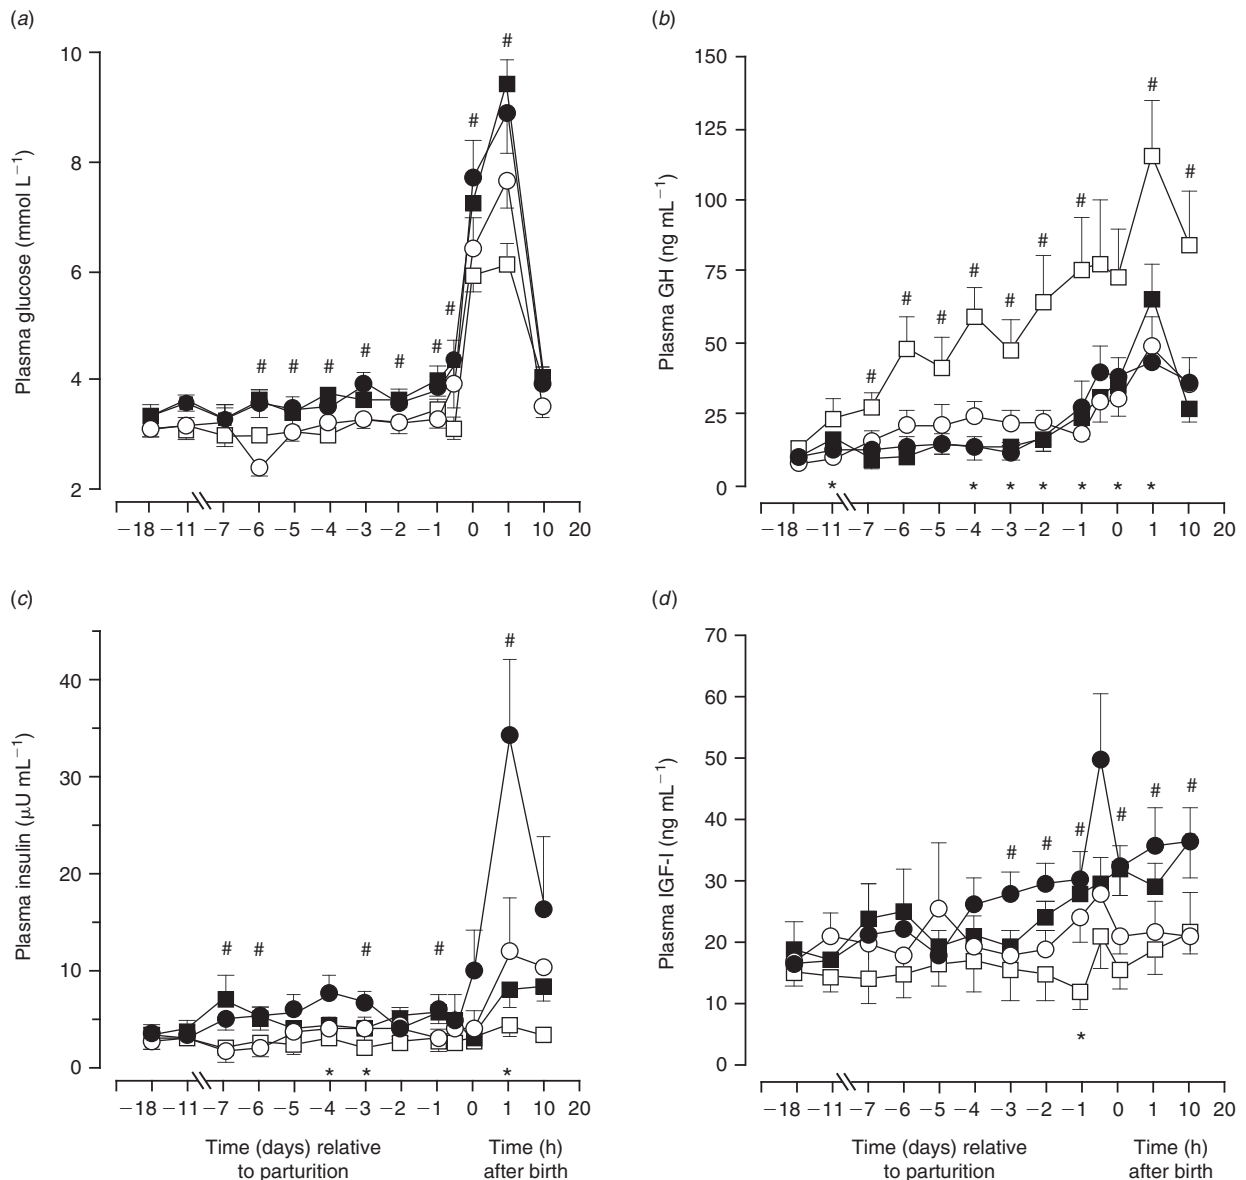 (a)
10
8
6
4
2
Plasma glucose (mmol L−1)
# # # # # # # # #
−18 −11 −7 −6 −5 −4 −3 −2 −1 0 1 10 20
(b)
150
125
100
75
50
25
0
Plasma GH (ng mL−1)
# # # # # # # # #
* * * * * * *
−18 −11 −7 −6 −5 −4 −3 −2 −1 0 1 10 20
(c)
40
30
20
10
0
Plasma insulin (μU mL−1)
# # # # #
* * *
−18 −11 −7 −6 −5 −4 −3 −2 −1 0 1 10 20
Time (days) relative
to parturition
Time (h)
after birth
(d)
70
60
50
40
30
20
10
0
Plasma IGF-I (ng mL−1)
# # # # # #
*
−18 −11 −7 −6 −5 −4 −3 −2 −1 0 1 10 20
Time (days) relative
to parturition
Time (h)
after birth